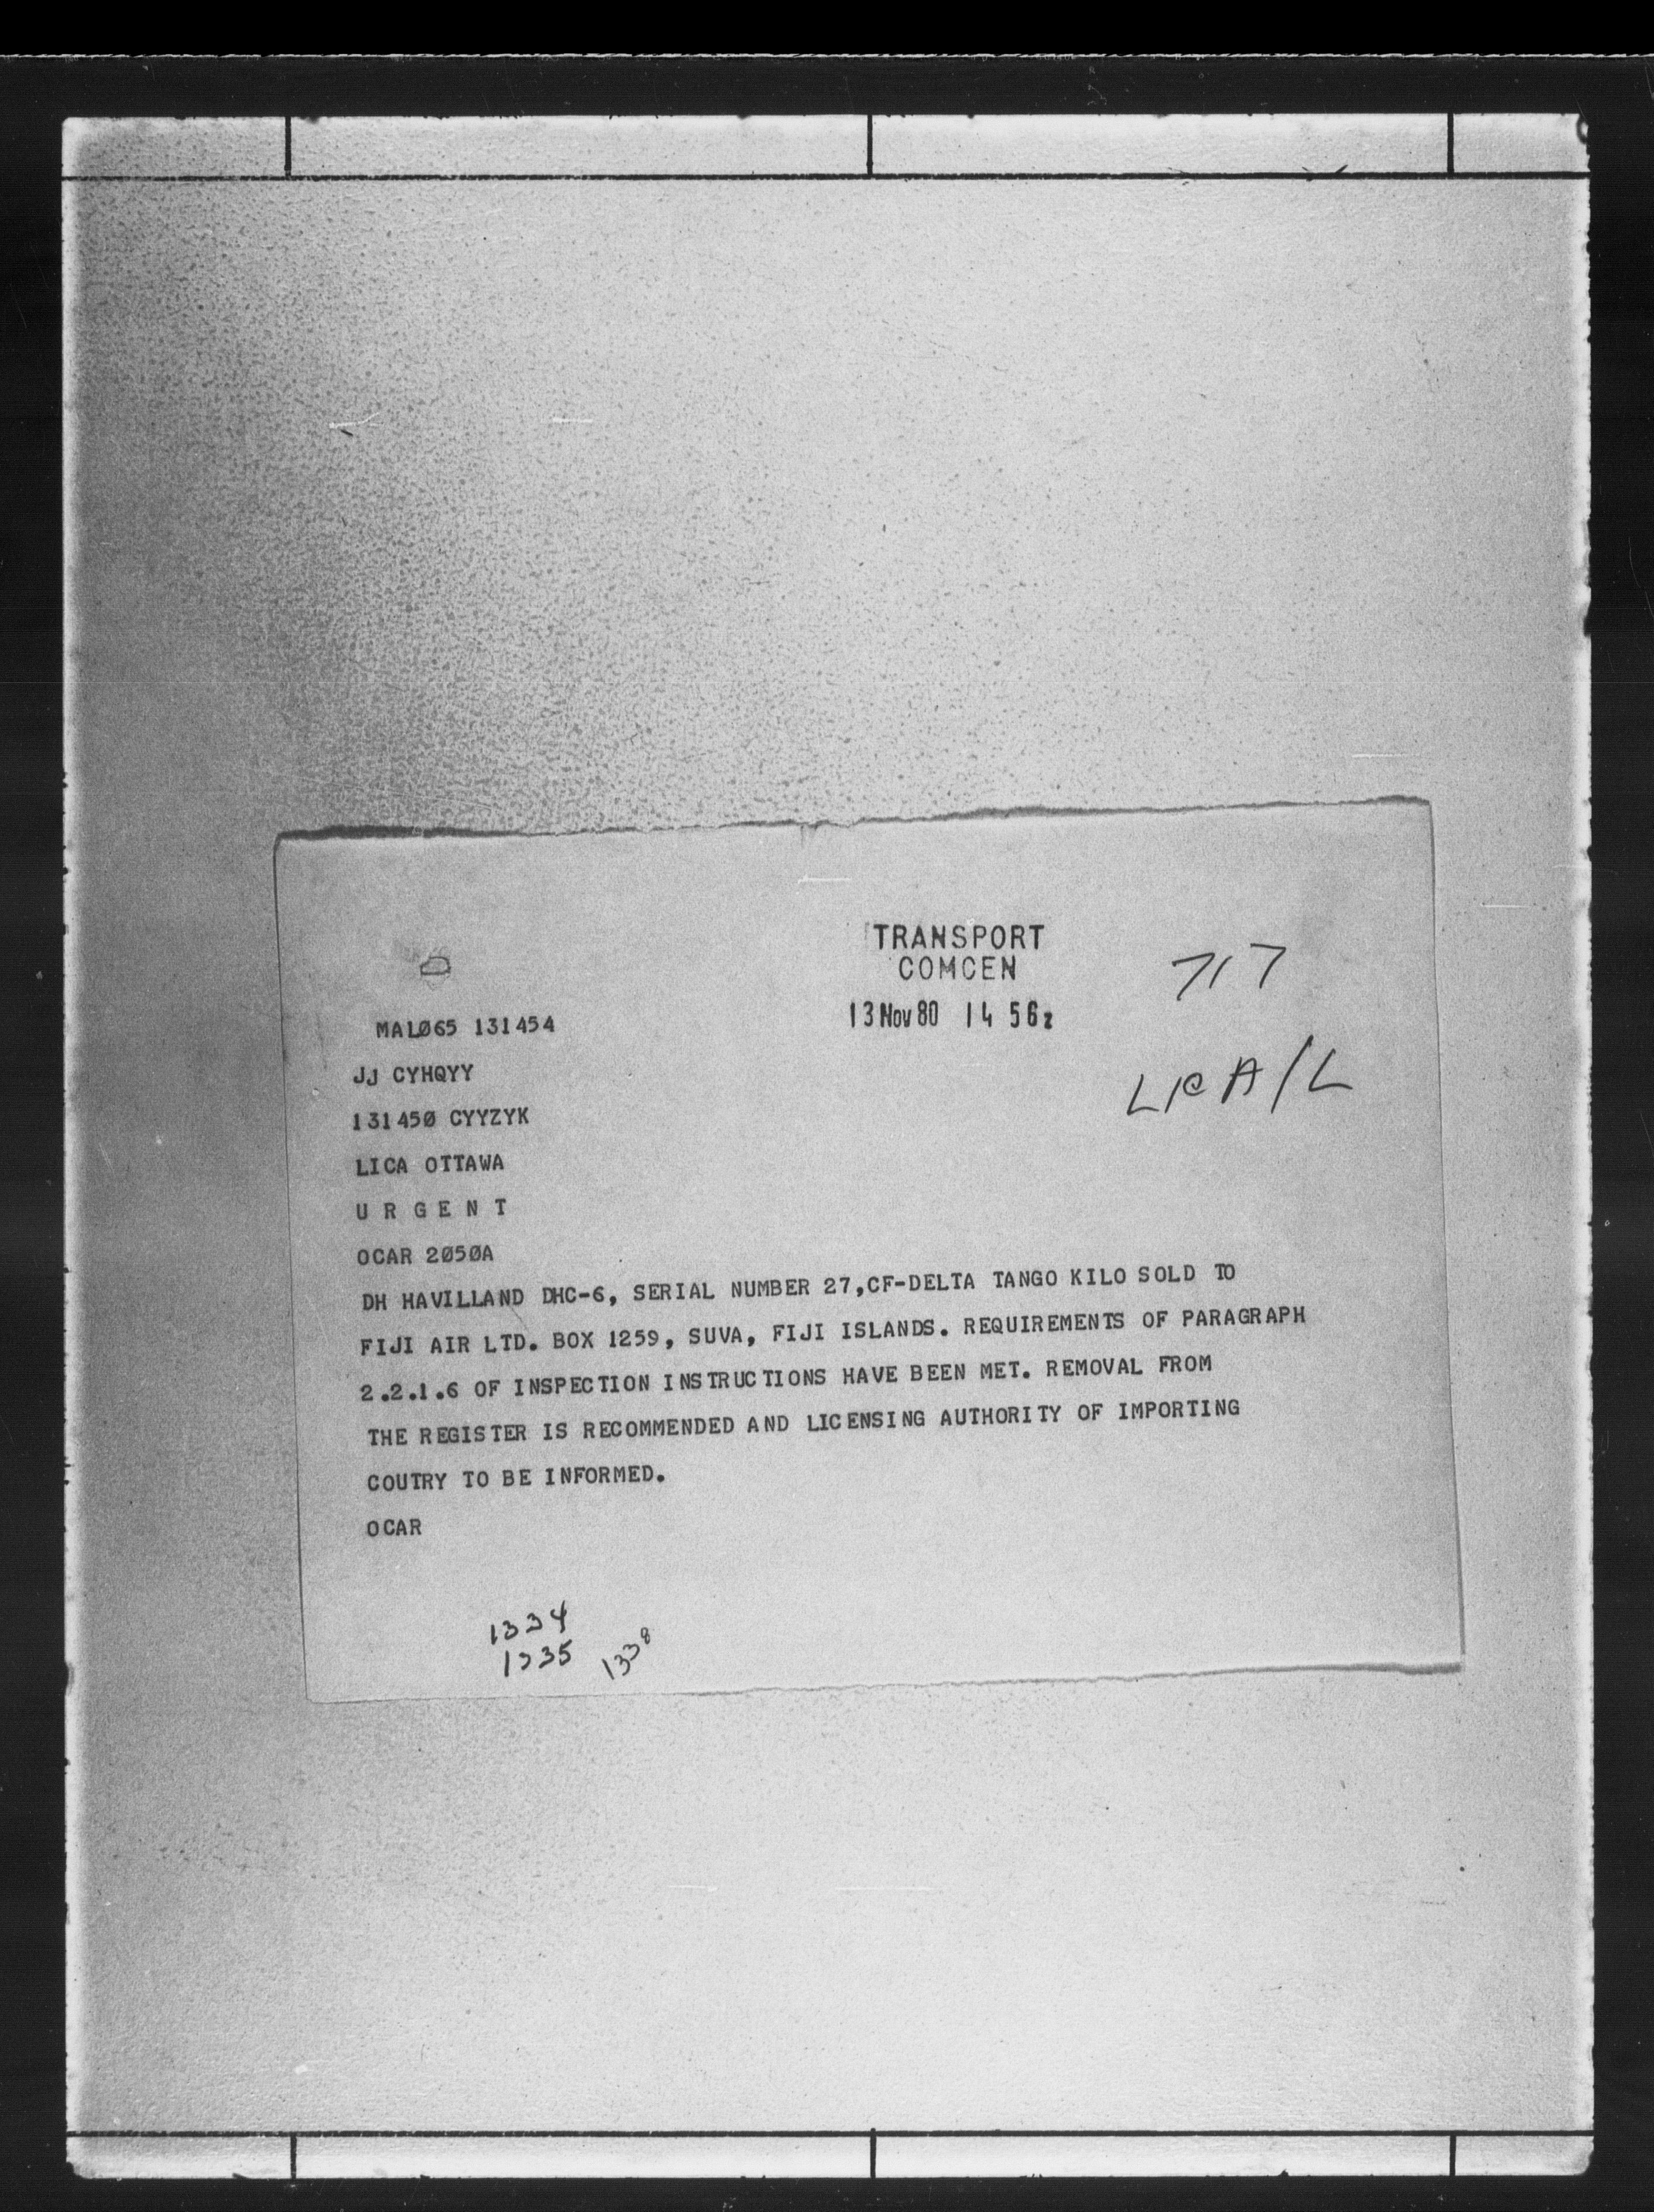 TRANSPORT
COMCEN
13 Nov 80 14 56z
717
LRA/L
MAL065 131454
JJ CYHQYY
131450 CYYZYK
LICA OTTAWA
U R G E N T
OCAR 2050A
DH HAVILLAND DHC-6, SERIAL NUMBER 27,CF-DELTA TANGO KILO SOLD TO
FIJI AIR LTD. BOX 1259, SUVA, FIJI ISLANDS. REQUIREMENTS OF PARAGRAPH
2.2.1.6 OF INSPECTION INSTRUCTIONS HAVE BEEN MET. REMOVAL FROM
THE REGISTER IS RECOMMENDED AND LICENSING AUTHORITY OF IMPORTING
COUTRY TO BE INFORMED.
OCAR
1334
1335 1338